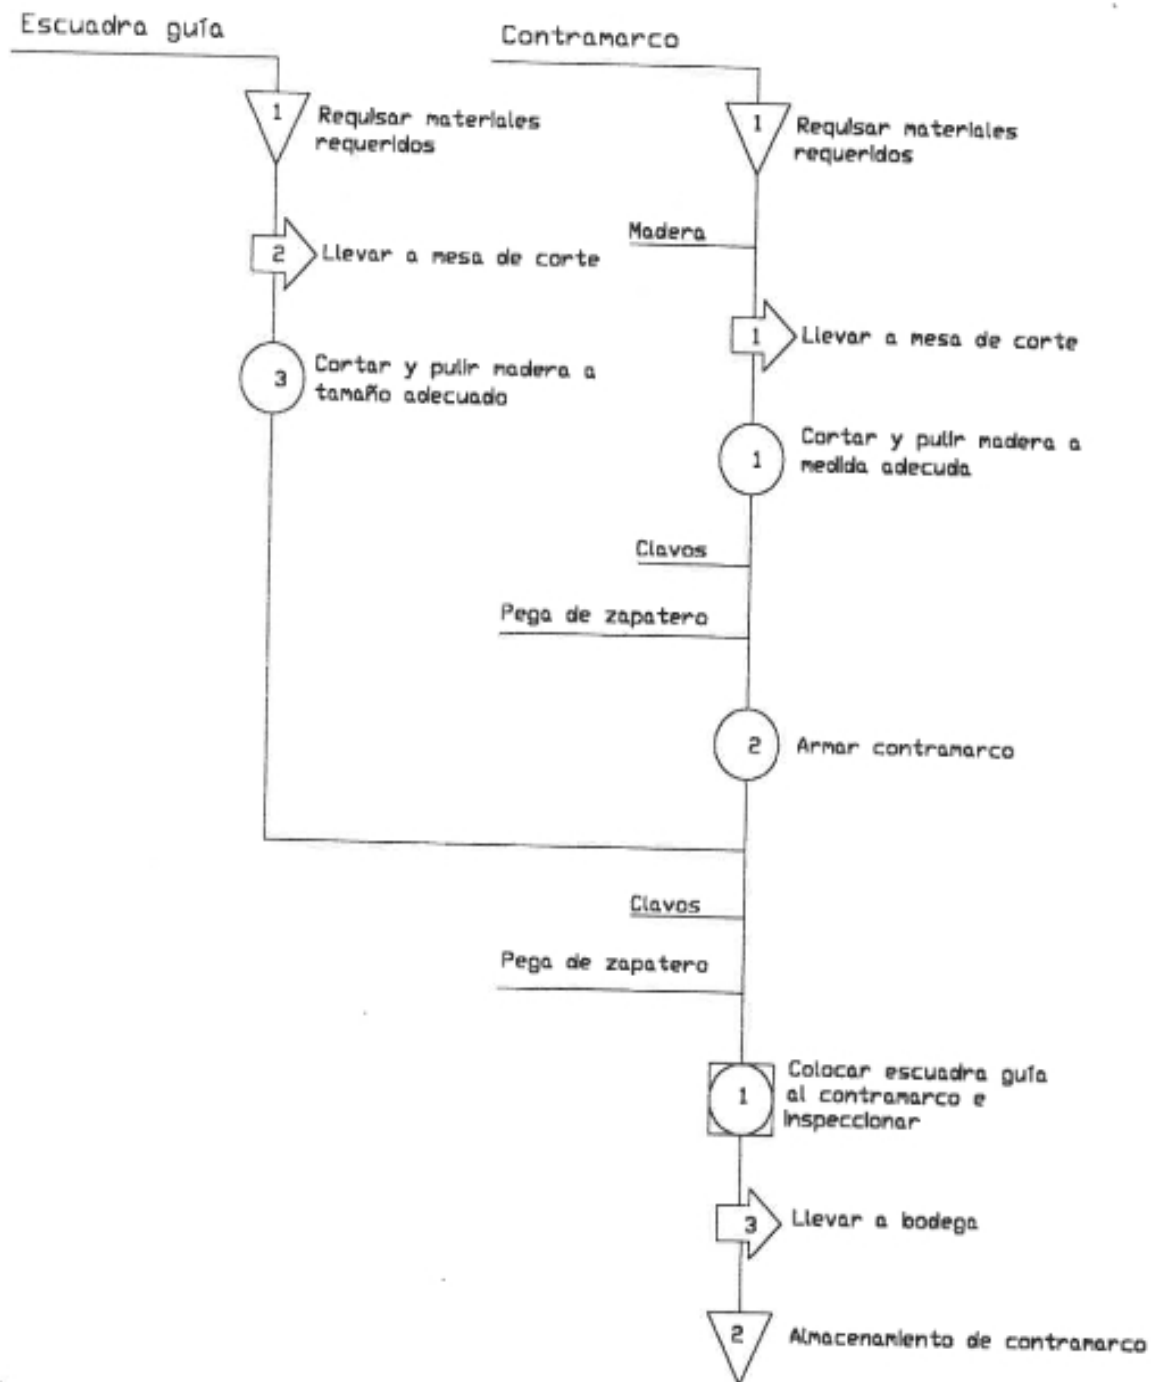 Escuadra guía
1
Requisar materiales
requeridos
2
Llevar a mesa de corte
3
Cortar y pulir madera a
tamaño adecuado
Contramarco
1
Requisar materiales
requeridos
Madera
1
Llevar a mesa de corte
1
Cortar y pulir madera a
medida adecuda
Clavos
Pega de zapatero
2
Armar contramarco
Clavos
Pega de zapatero
1
Colocar escuadra guía
al contramarco e
inspeccionar
3
Llevar a bodega
2
Almacenamiento de contramarco